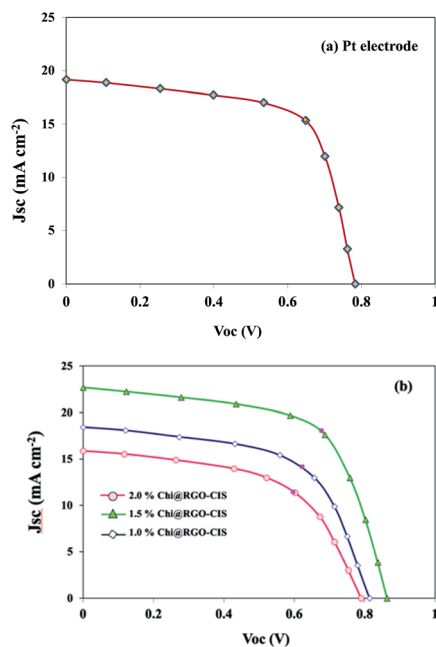 (a) Pt electrode
25
20
15
10
5
0
0
0.2
0.4
0.6
0.8
1
Jsc (mA cm-2)
Voc (V)
(b)
25
20
15
10
5
0
0
0.2
0.4
0.6
0.8
1
2.0 % Chi@RGO-CIS
1.5 % Chi@RGO-CIS
1.0 % Chi@RGO-CIS
Jsc (mA cm-2)
Voc (V)